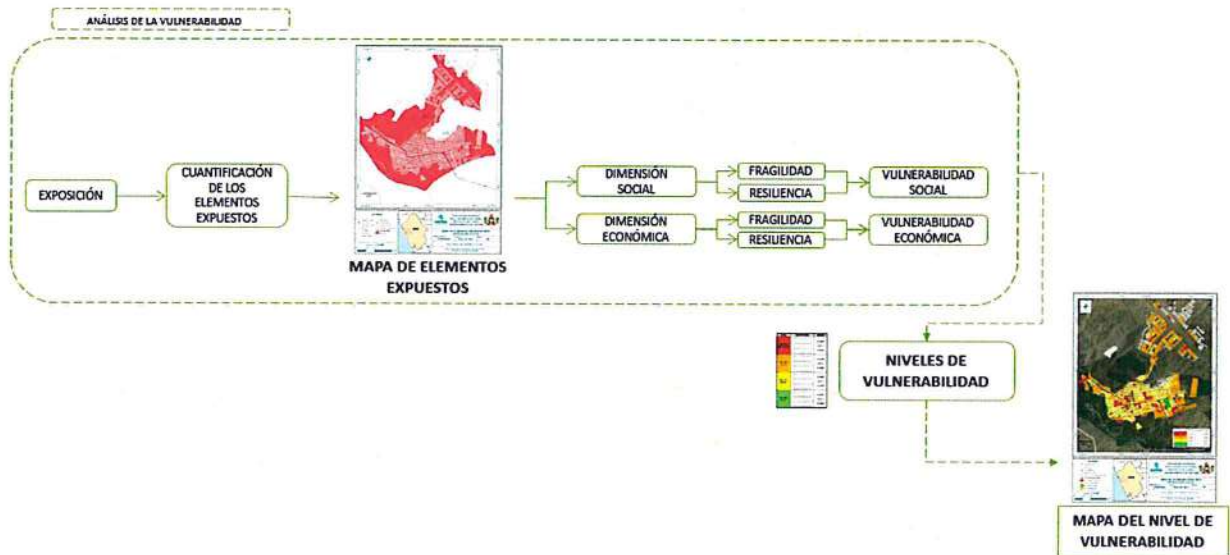 ANÁLISIS DE LA VULNERABILIDAD
EXPOSICIÓN
CUANTIFICACIÓN
DE LOS
ELEMENTOS
EXPUESTOS
MAPA DE ELEMENTOS
EXPUESTOS
DIMENSIÓN
SOCIAL
FRAGILIDAD
RESILIENCIA
VULNERABILIDAD
SOCIAL
DIMENSIÓN
ECONÓMICA
FRAGILIDAD
RESILIENCIA
VULNERABILIDAD
ECONÓMICA
NIVELES DE
VULNERABILIDAD
MAPA DEL NIVEL DE
VULNERABILIDAD